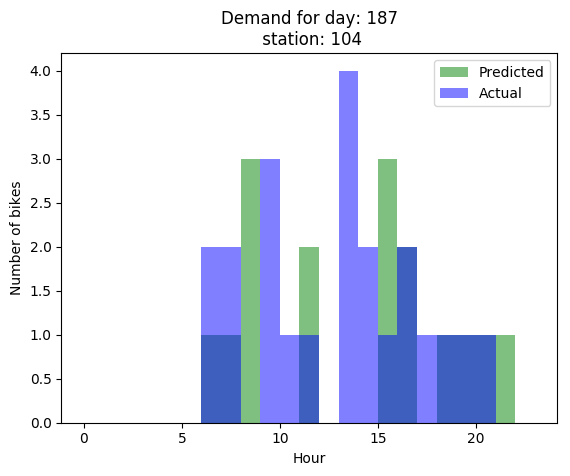 Demand for day: 187
station: 104
Predicted
Actual
4.0
3.5
3.0
2.5
2.0
1.5
1.0
0.5
0.0
Number of bikes
0 5 10 15 20
Hour